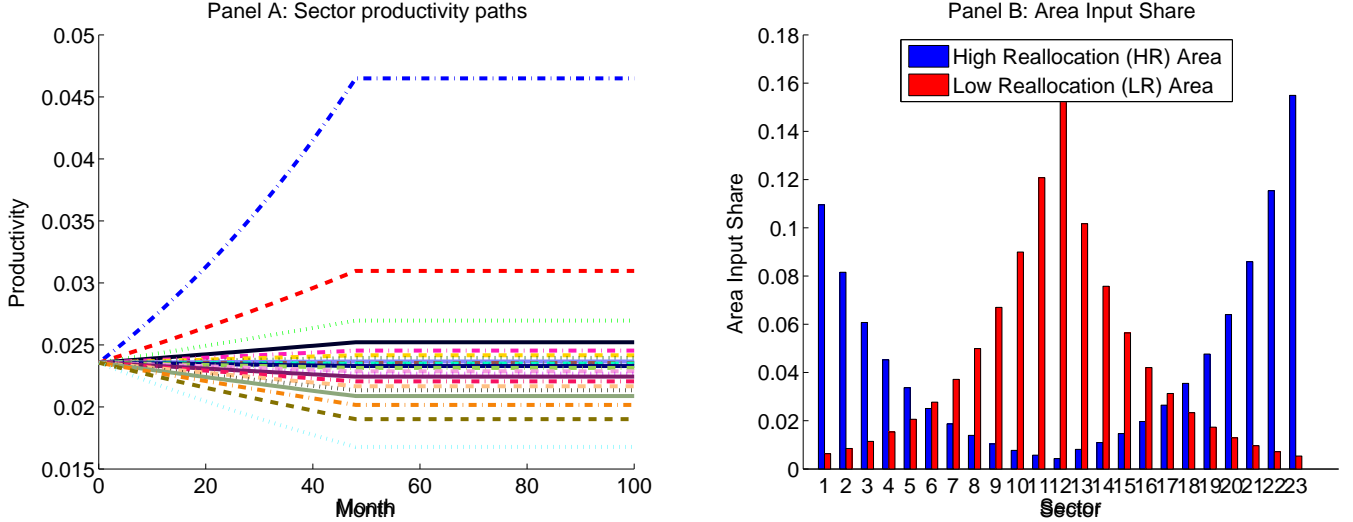 Panel A: Sector productivity paths
0.05
0.045
0.04
0.035
0.03
0.025
0.02
0.015
Productivity
0 20 40 60 80 100
Month
Panel B: Area Input Share
0.18
0.16
0.14
0.12
0.1
0.08
0.06
0.04
0.02
0
Area Input Share
High Reallocation (HR) Area
Low Reallocation (LR) Area
1 2 3 4 5 6 7 8 9 10 11 12 13 14 15 16 17 18 19 20 21 22 23
Sector